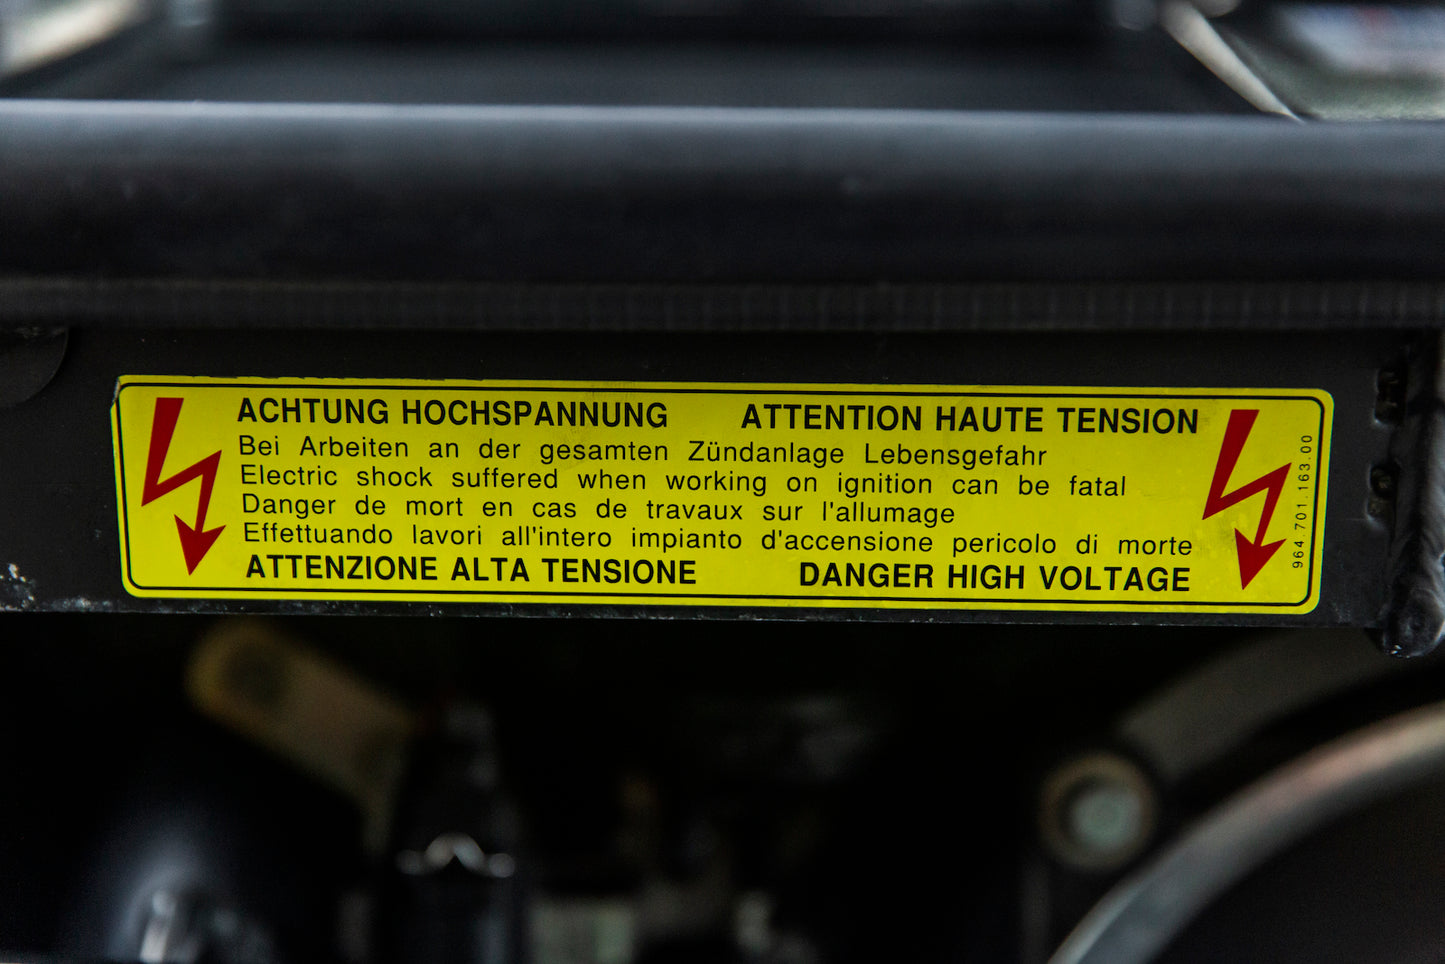 ACHTUNG HOCHSPANNUNG ATTENTION HAUTE TENSION
Bei Arbeiten an der gesamten Zündanlage Lebensgefahr
Electric shock suffered when working on ignition can be fatal
Danger de mort en cas de travaux sur l'allumage
Effettuando lavori all'intero impianto d'accensione pericolo di morte
ATTENZIONE ALTA TENSIONE DANGER HIGH VOLTAGE
964.701.163.00